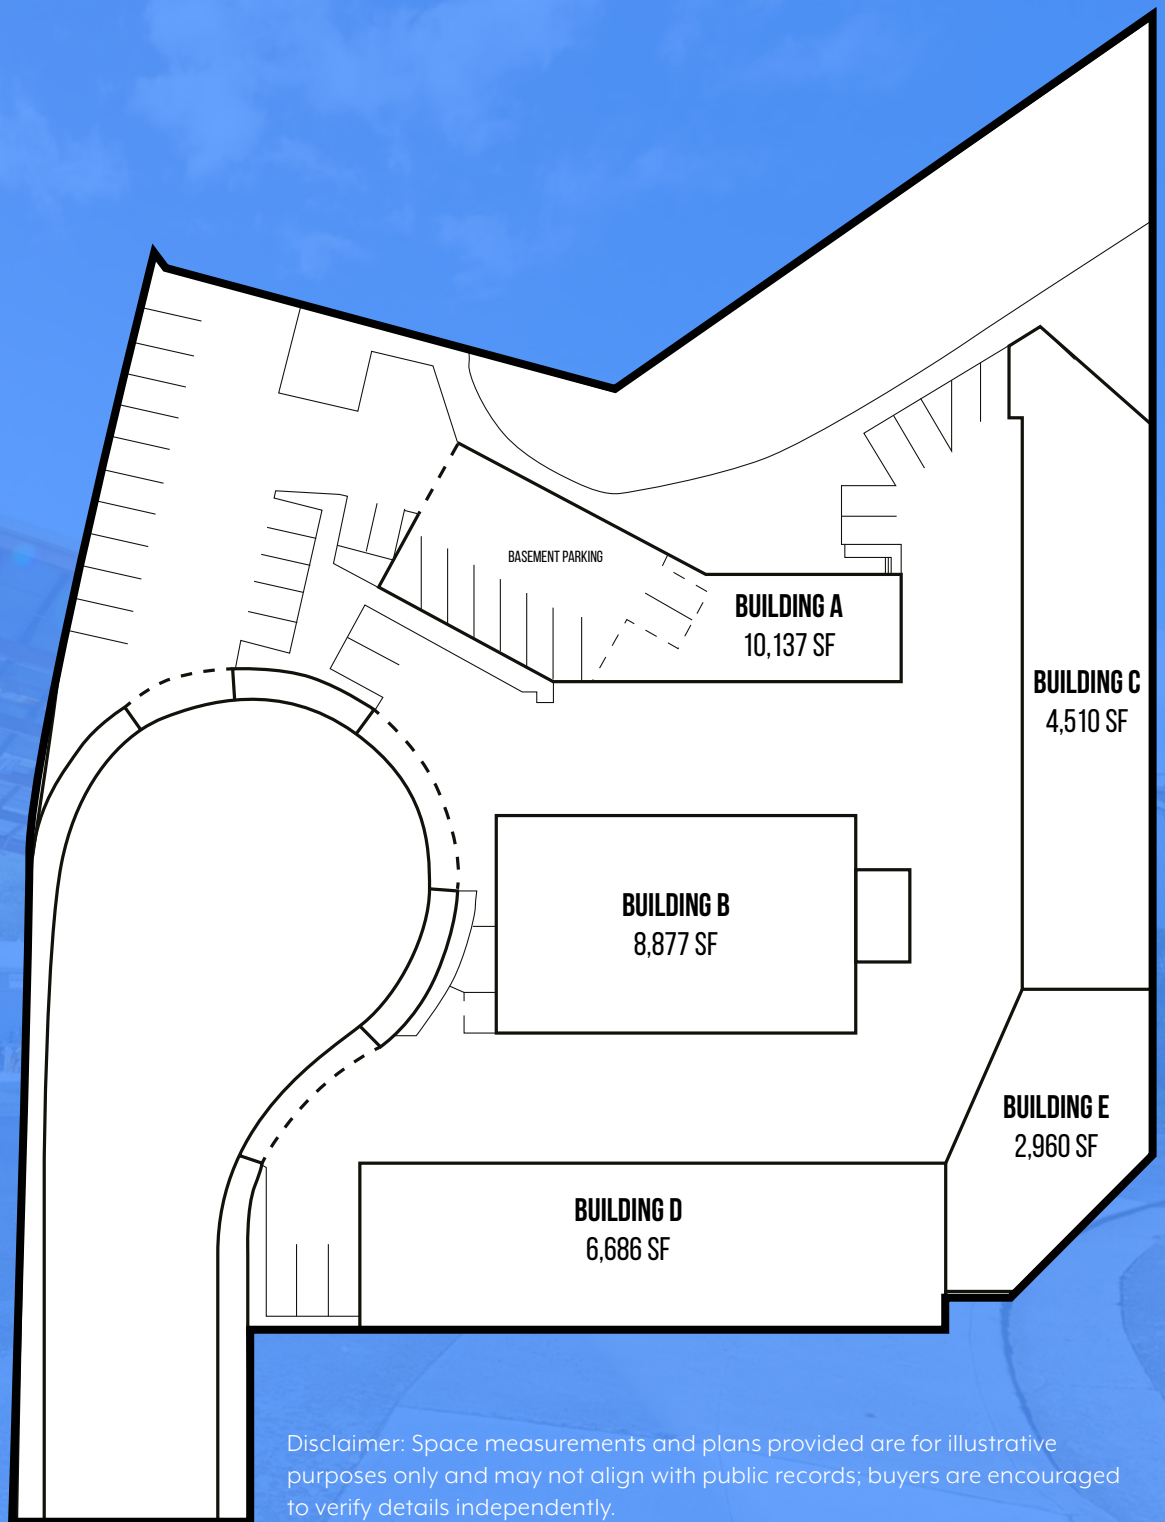 BASEMENT PARKING
BUILDING A
10,137 SF
BUILDING C
4,510 SF
BUILDING B
8,877 SF
BUILDING E
2,960 SF
BUILDING D
6,686 SF
Disclaimer: Space measurements and plans provided are for illustrative
purposes only and may not align with public records; buyers are encouraged
to verify details independently.